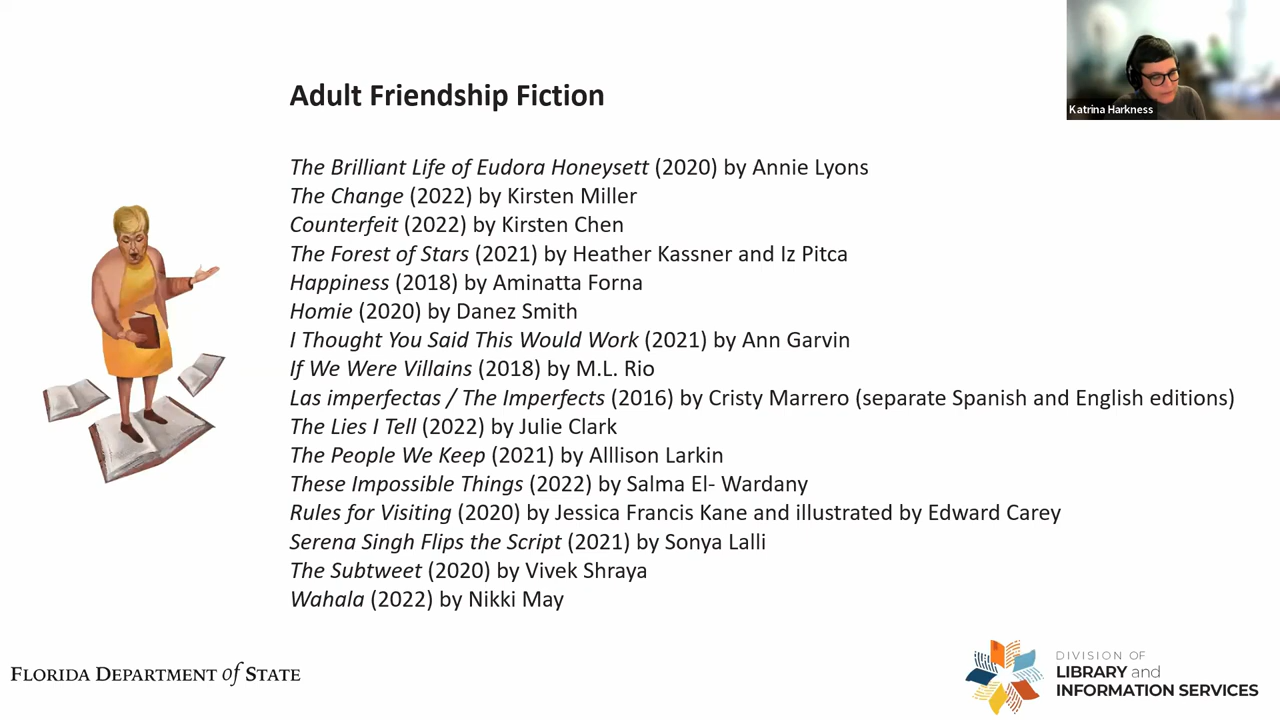 Katrina Harkness
Adult Friendship Fiction
The Brilliant Life of Eudora Honeysett (2020) by Annie Lyons
The Change (2022) by Kirsten Miller
Counterfeit (2022) by Kirsten Chen
The Forest of Stars (2021) by Heather Kassner and Iz Pitca
Happiness (2018) by Aminatta Forna
Homie (2020) by Danez Smith
I Thought You Said This Would Work (2021) by Ann Garvin
If We Were Villains (2018) by M.L. Rio
Las imperfectas / The Imperfects (2016) by Cristy Marrero (separate Spanish and English editions)
The Lies I Tell (2022) by Julie Clark
The People We Keep (2021) by Alllison Larkin
These Impossible Things (2022) by Salma El- Wardany
Rules for Visiting (2020) by Jessica Francis Kane and illustrated by Edward Carey
Serena Singh Flips the Script (2021) by Sonya Lalli
The Subtweet (2020) by Vivek Shraya
Wahala (2022) by Nikki May
FLORIDA DEPARTMENT of STATE
DIVISION OF
LIBRARY and
INFORMATION SERVICES